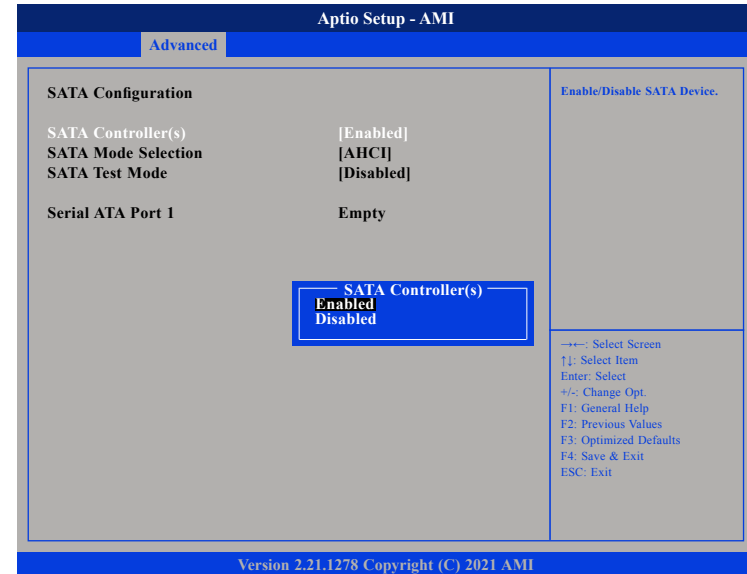 Aptio Setup - AMI
Advanced
SATA Configuration
SATA Controller(s) [Enabled]
SATA Mode Selection [AHCI]
SATA Test Mode [Disabled]
Serial ATA Port 1 Empty
SATA Controller(s)
Enabled
Disabled
Enable/Disable SATA Device.
→←: Select Screen
↑↓: Select Item
Enter: Select
+/-: Change Opt.
F1: General Help
F2: Previous Values
F3: Optimized Defaults
F4: Save & Exit
ESC: Exit
Version 2.21.1278 Copyright (C) 2021 AMI